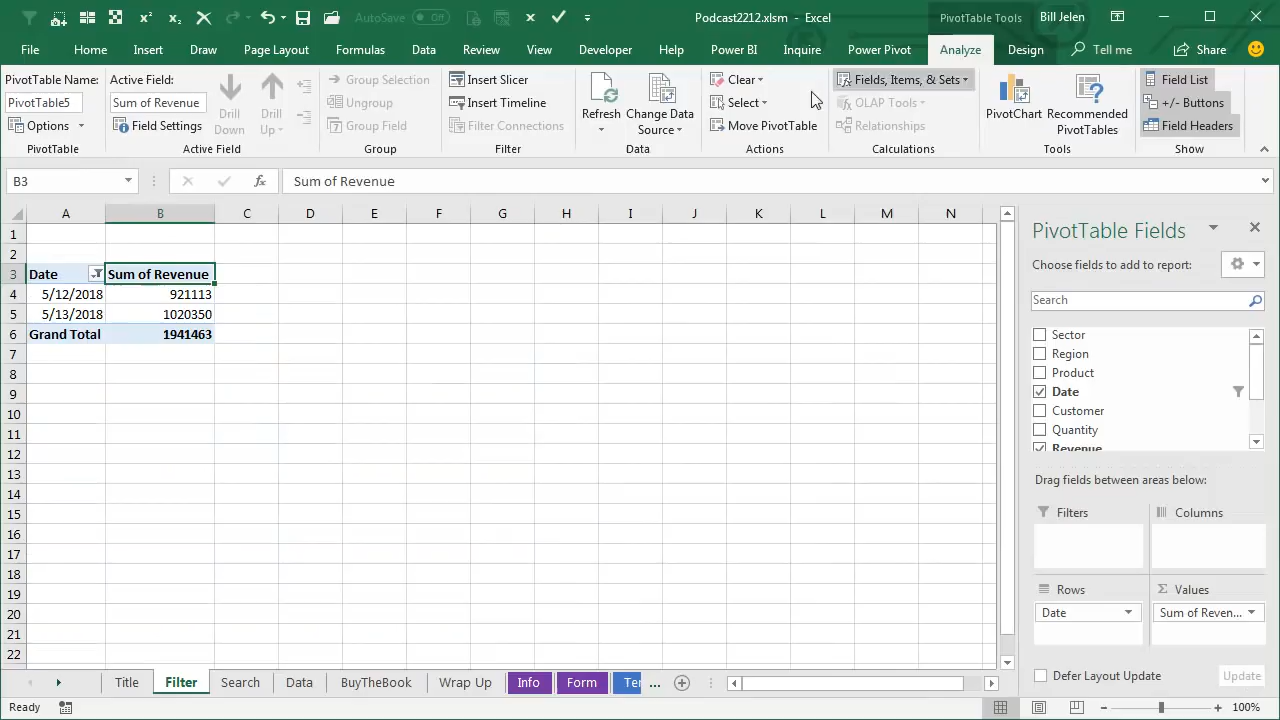 AutoSave Off
Podcast2212.xlsm - Excel
PivotTable Tools
Bill Jelen
File Home Insert Draw Page Layout Formulas Data Review View Developer Help Power BI Inquire Power Pivot Analyze Design Tell me Share
PivotTable Name:
PivotTable5
Options
PivotTable
Active Field:
Sum of Revenue
Field Settings
Drill
Down
Drill
Up
Active Field
Group Selection
Ungroup
Group Field
Group
Insert Slicer
Insert Timeline
Filter Connections
Filter
Refresh
Change Data
Source
Data
Clear
Select
Move PivotTable
Actions
Fields, Items, & Sets
OLAP Tools
Relationships
Calculations
PivotChart
Recommended
PivotTables
Tools
Field List
+/- Buttons
Field Headers
Show
B3
fx
Sum of Revenue
A B C D E F G H I J K L M N
1
2
3 Date Sum of Revenue
4 5/12/2018 921113
5 5/13/2018 1020350
6 Grand Total 1941463
7
8
9
10
11
12
13
14
15
16
17
18
19
20
21
22
PivotTable Fields
Choose fields to add to report:
Search
Sector
Region
Product
Date
Customer
Quantity
Revenue
Drag fields between areas below:
Filters
Columns
Rows
Σ Values
Date
Sum of Reven...
Defer Layout Update
Update
Title Filter Search Data BuyTheBook Wrap Up Info Form Ter ...
Ready
100%